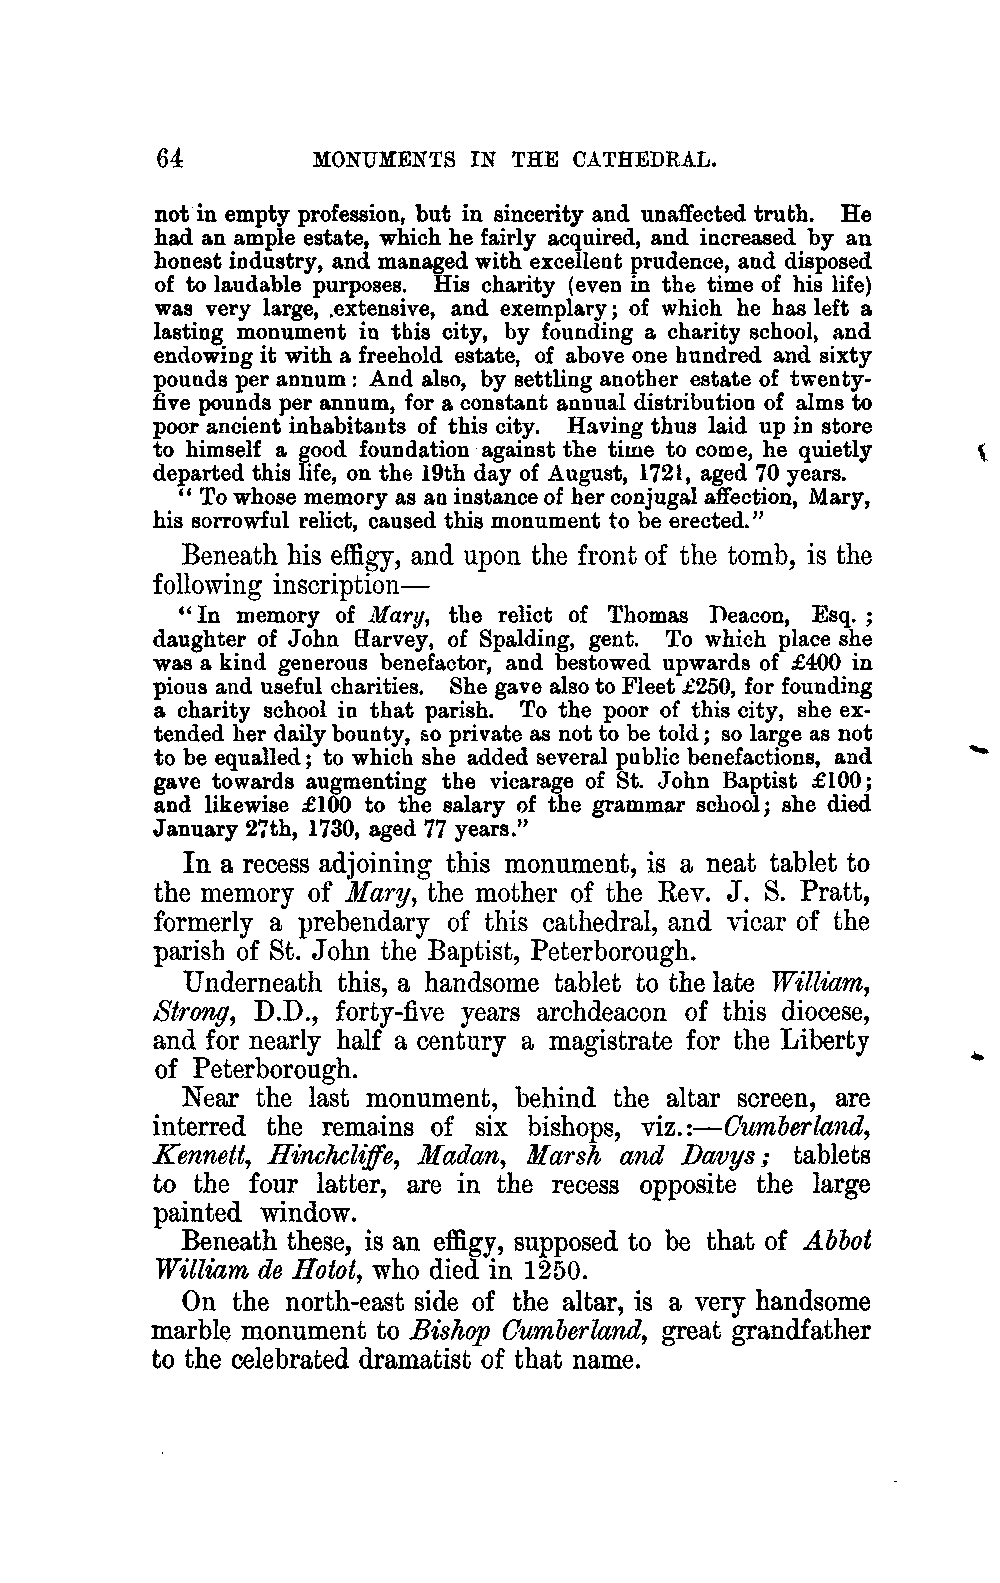 64 MONUMENTS IN THE CATHEDRAL.
not in empty profession, but in sincerity and unaffected truth. He
had an ample estate, which he fairly acquired, and increased by an
honest industry, and managed with excellent prudence, and disposed
of to laudable purposes. His charity (even in the time of his life)
was very large, .extensive, and exemplary; of which he has left a
lasting monument in this city, by founding a charity school, and
endowing it with a freehold estate, of above one hundred and sixty
pounds per annum: And also, by settling another estate of twenty-
five pounds per annum, for a constant annual distribution of alms to
poor ancient inhabitants of this city. Having thus laid up in store
to himself a good foundation against the time to come, he quietly
departed this life, on the 19th day of August, 1721, aged 70 years.
“ To whose memory as an instance of her conjugal affection, Mary,
his sorrowful relict, caused this monument to be erected.”
Beneath his effigy, and upon the front of the tomb, is the
following inscription—
“In memory of Mary, the relict of Thomas Deacon, Esq. ;
daughter of John Harvey, of Spalding, gent. To which place she
was a kind generous benefactor, and bestowed upwards of £400 in
pious and useful charities. She gave also to Fleet £250, for founding
a charity school in that parish. To the poor of this city, she ex-
tended her daily bounty, so private as not to be told; so large as not
to be equalled; to which she added several public benefactions, and
gave towards augmenting the vicarage of St. John Baptist £100;
and likewise £100 to the salary of the grammar school; she died
January 27th, 1730, aged 77 years.”
In a recess adjoining this monument, is a neat tablet to
the memory of Mary, the mother of the Rev. J. S. Pratt,
formerly a prebendary of this cathedral, and vicar of the
parish of St. John the Baptist, Peterborough.
Underneath this, a handsome tablet to the late William,
Strong, D.D., forty-five years archdeacon of this diocese,
and for nearly half a century a magistrate for the Liberty
of Peterborough.
Near the last monument, behind the altar screen, are
interred the remains of six bishops, viz.:—Cumberland,
Kennett, Hinchcliffe, Madan, Marsh and Davys; tablets
to the four latter, are in the recess opposite the large
painted window.
Beneath these, is an effigy, supposed to be that of Abbot
William de Hotot, who died in 1250.
On the north-east side of the altar, is a very handsome
marble monument to Bishop Cumberland, great grandfather
to the celebrated dramatist of that name.